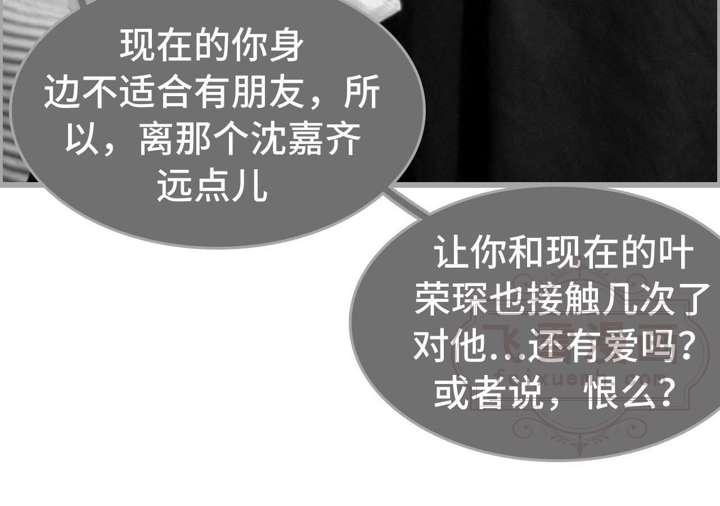 现在的你身
边不适合有朋友，所
以，离那个沈嘉齐
远点儿
让你和现在的叶
荣琛也接触几次了
对他…还有爱吗？
或者说，恨么？